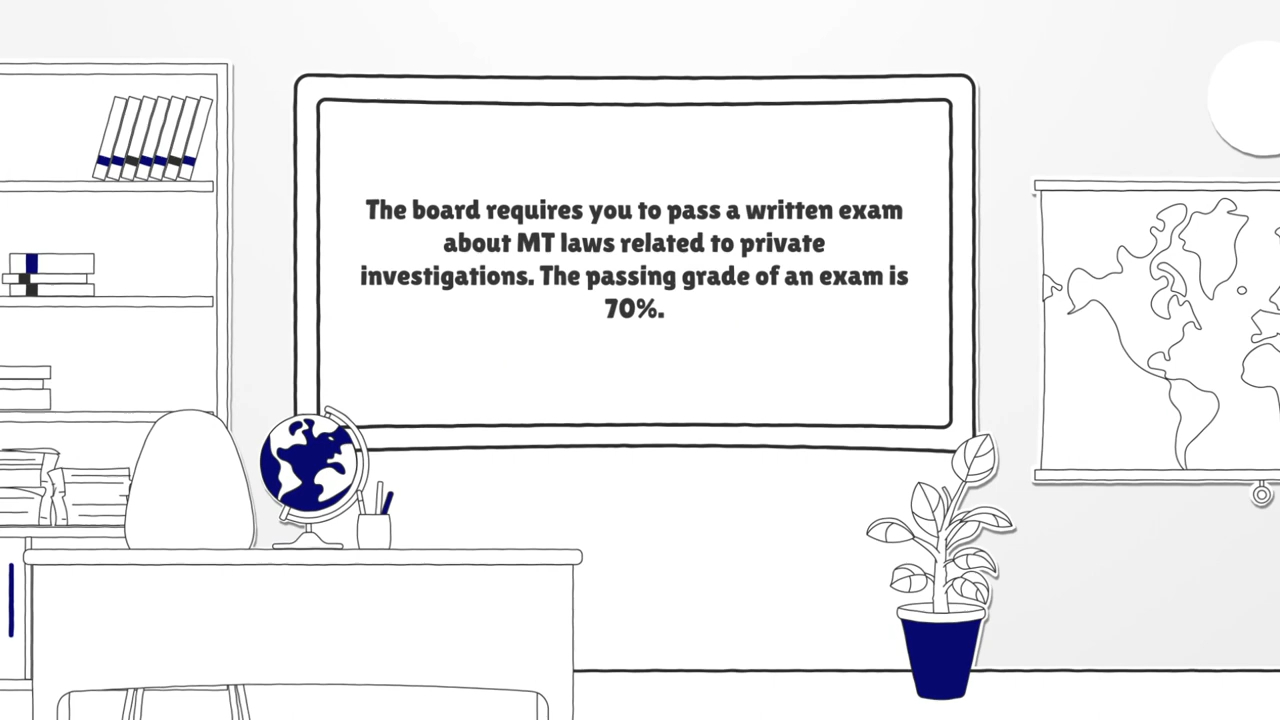 The board requires you to pass a written exam
about MT laws related to private
investigations. The passing grade of an exam is
70%.